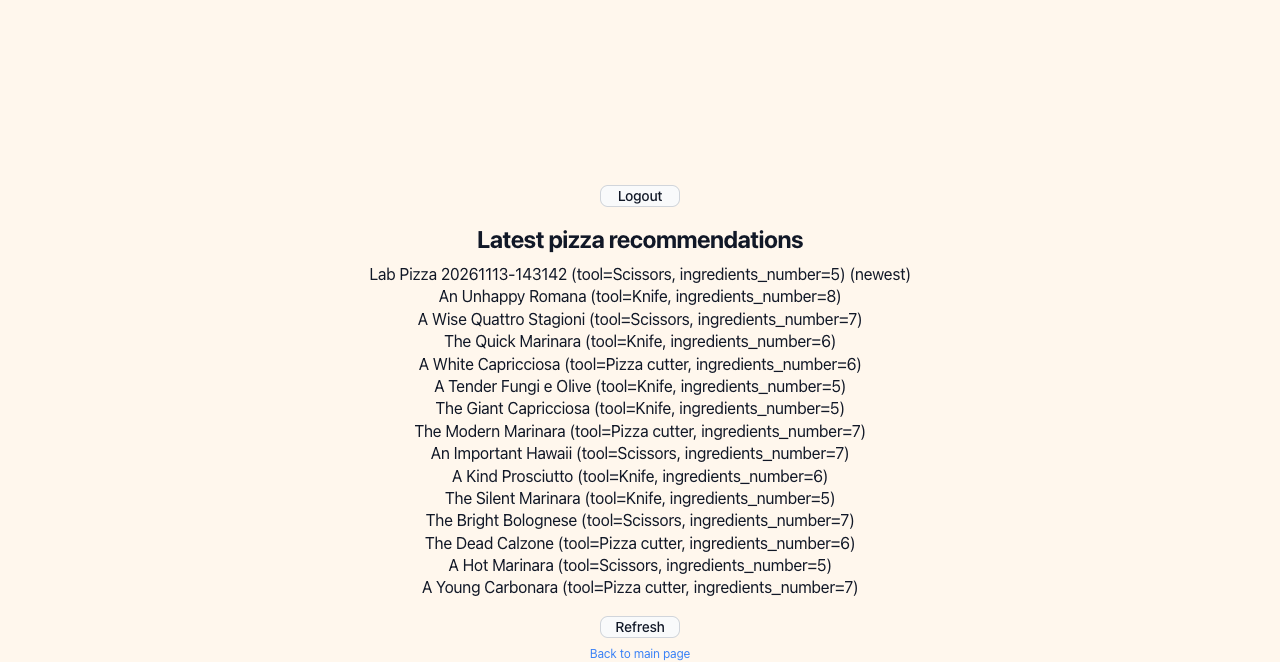 Logout
Latest pizza recommendations
Lab Pizza 20261113-143142 (tool=Scissors, ingredients_number=5) (newest)
An Unhappy Romana (tool=Knife, ingredients_number=8)
A Wise Quattro Stagioni (tool=Scissors, ingredients_number=7)
The Quick Marinara (tool=Knife, ingredients_number=6)
A White Capricciosa (tool=Pizza cutter, ingredients_number=6)
A Tender Fungi e Olive (tool=Knife, ingredients_number=5)
The Giant Capricciosa (tool=Knife, ingredients_number=5)
The Modern Marinara (tool=Pizza cutter, ingredients_number=7)
An Important Hawaii (tool=Scissors, ingredients_number=7)
A Kind Prosciutto (tool=Knife, ingredients_number=6)
The Silent Marinara (tool=Knife, ingredients_number=5)
The Bright Bolognese (tool=Scissors, ingredients_number=7)
The Dead Calzone (tool=Pizza cutter, ingredients_number=6)
A Hot Marinara (tool=Scissors, ingredients_number=5)
A Young Carbonara (tool=Pizza cutter, ingredients_number=7)
Refresh
Back to main page